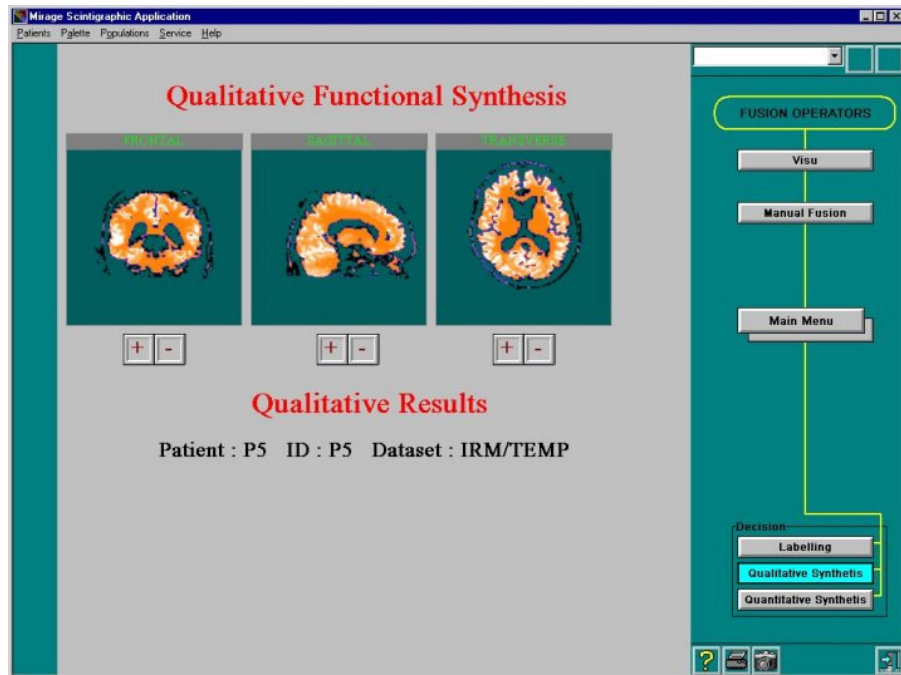 Mirage Scintigraphic Application
Patients Palette Populations Service Help
Qualitative Functional Synthesis
FRONTAL SAGITTAL TRANSVERSE
+ - + - + -
Qualitative Results
Patient : P5 ID : P5 Dataset : IRM/TEMP
FUSION OPERATORS
Visu
Manual Fusion
Main Menu
Decision
Labelling
Qualitative Synthetis
Quantitative Synthetis
?